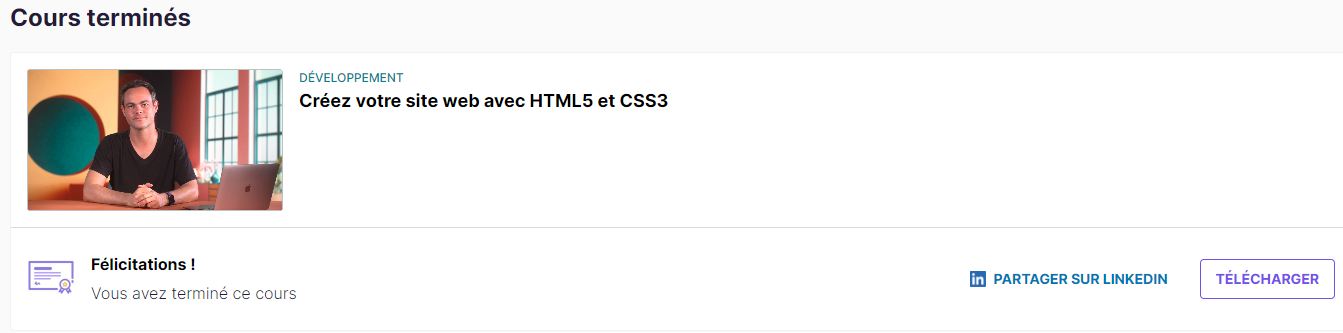 Cours terminés
DÉVELOPPEMENT
Créez votre site web avec HTML5 et CSS3
Félicitations !
Vous avez terminé ce cours
in PARTAGER SUR LINKEDIN
TÉLÉCHARGER